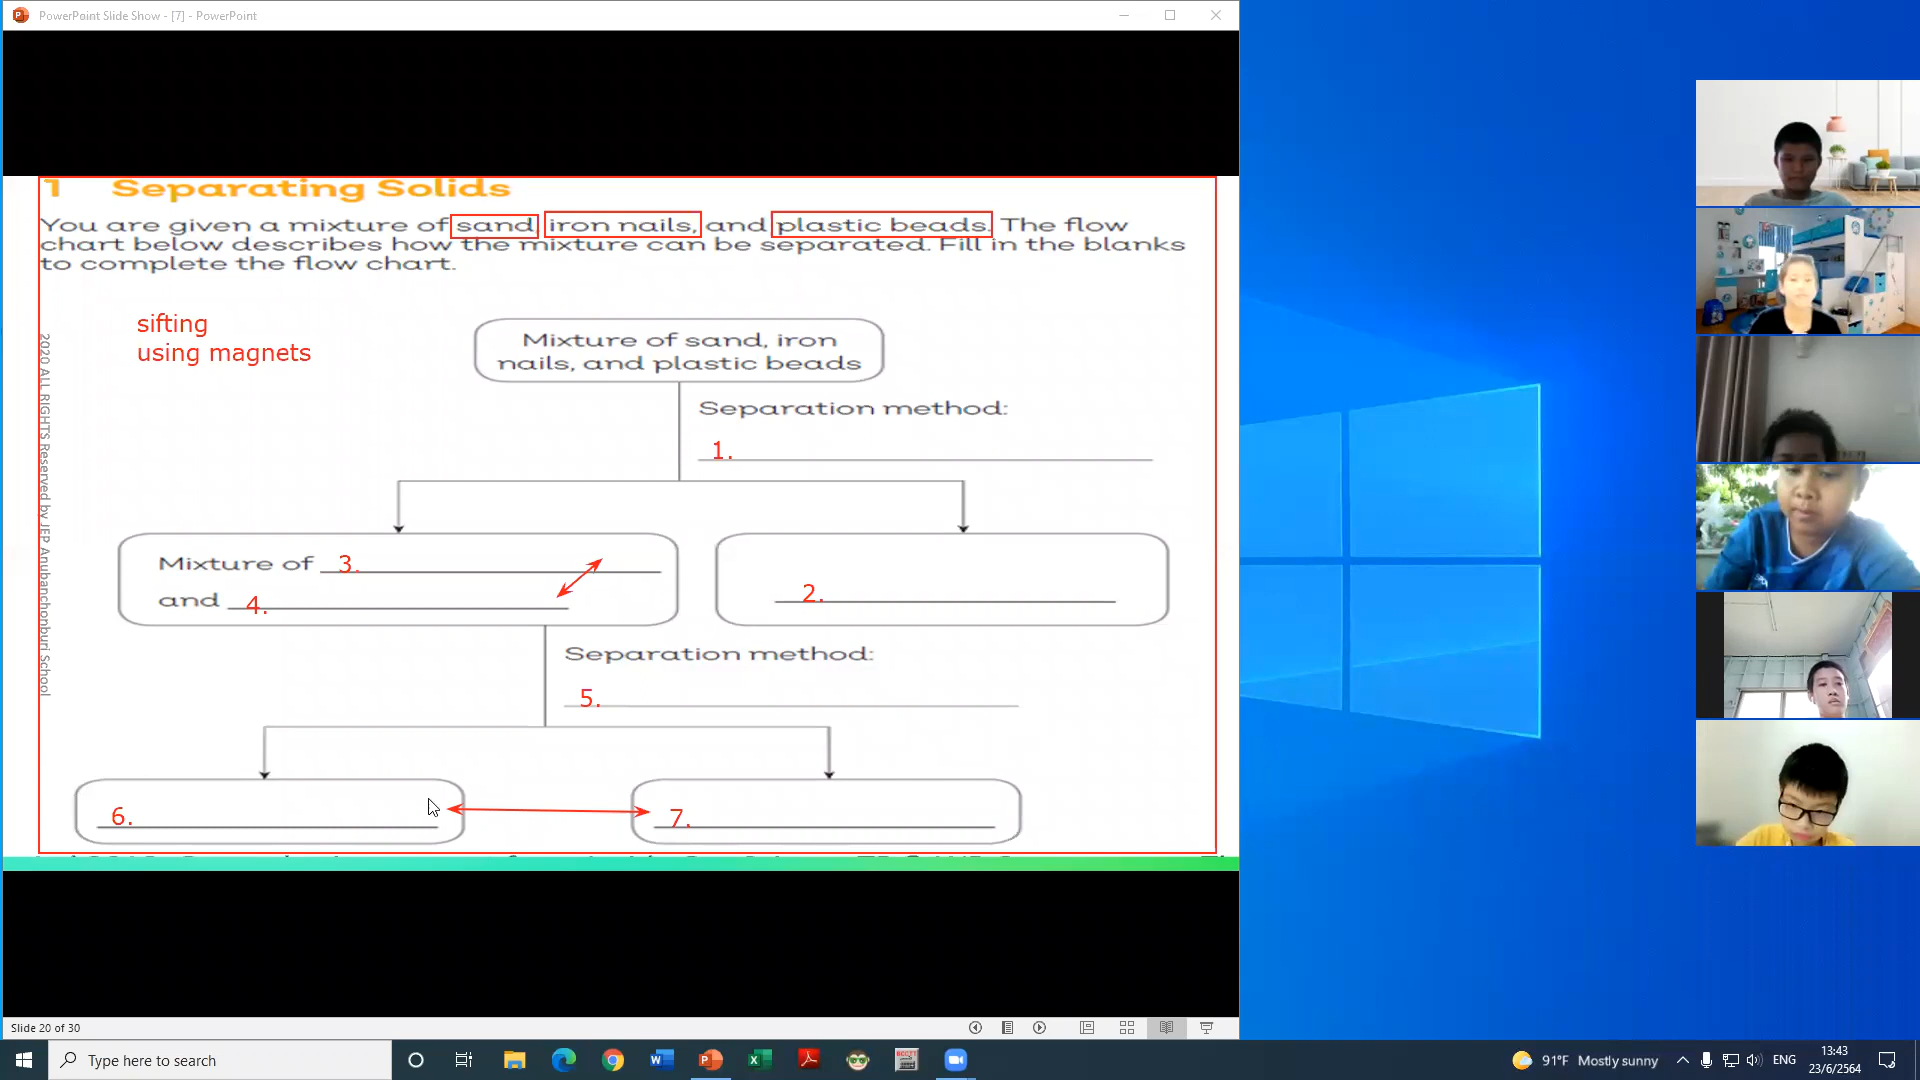 PowerPoint Slide Show - [7] - PowerPoint
1 Separating Solids
You are given a mixture of sand, iron nails, and plastic beads. The flow
chart below describes how the mixture can be separated. Fill in the blanks
to complete the flow chart.
sifting
using magnets
2020 ALL RIGHTS Reserved by JEP Anubanchonburi School
Mixture of sand, iron
nails, and plastic beads
Separation method:
1.
Mixture of 3.
and 4.
2.
Separation method:
5.
6.
7.
Slide 20 of 30
Type here to search
91°F Mostly sunny
ENG
13:43
23/6/2564